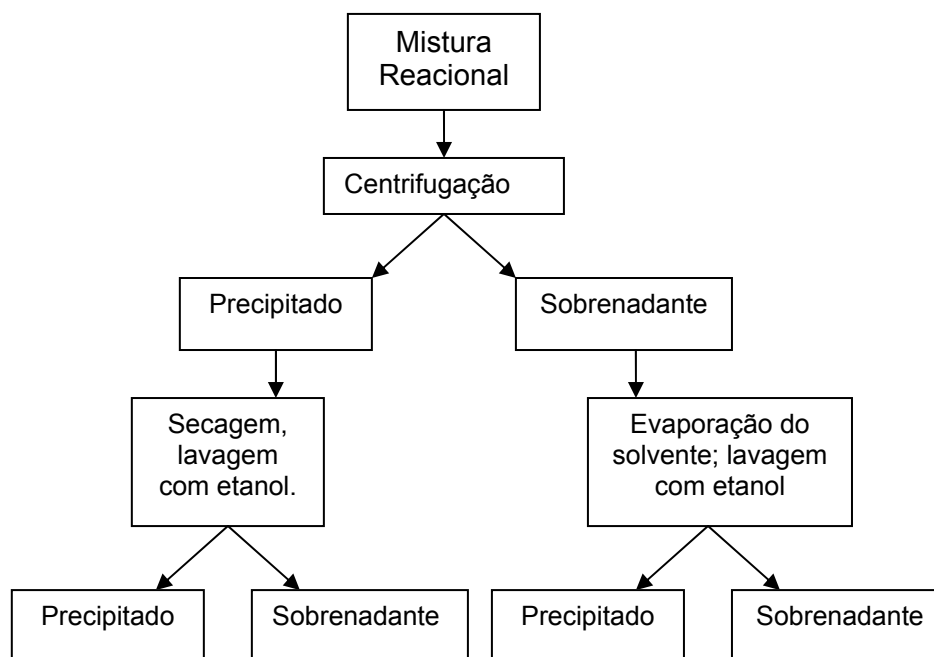 Mistura
Reacional
Centrifugação
Precipitado
Sobrenadante
Secagem,
lavagem
com etanol.
Evaporação do
solvente; lavagem
com etanol
Precipitado
Sobrenadante
Precipitado
Sobrenadante